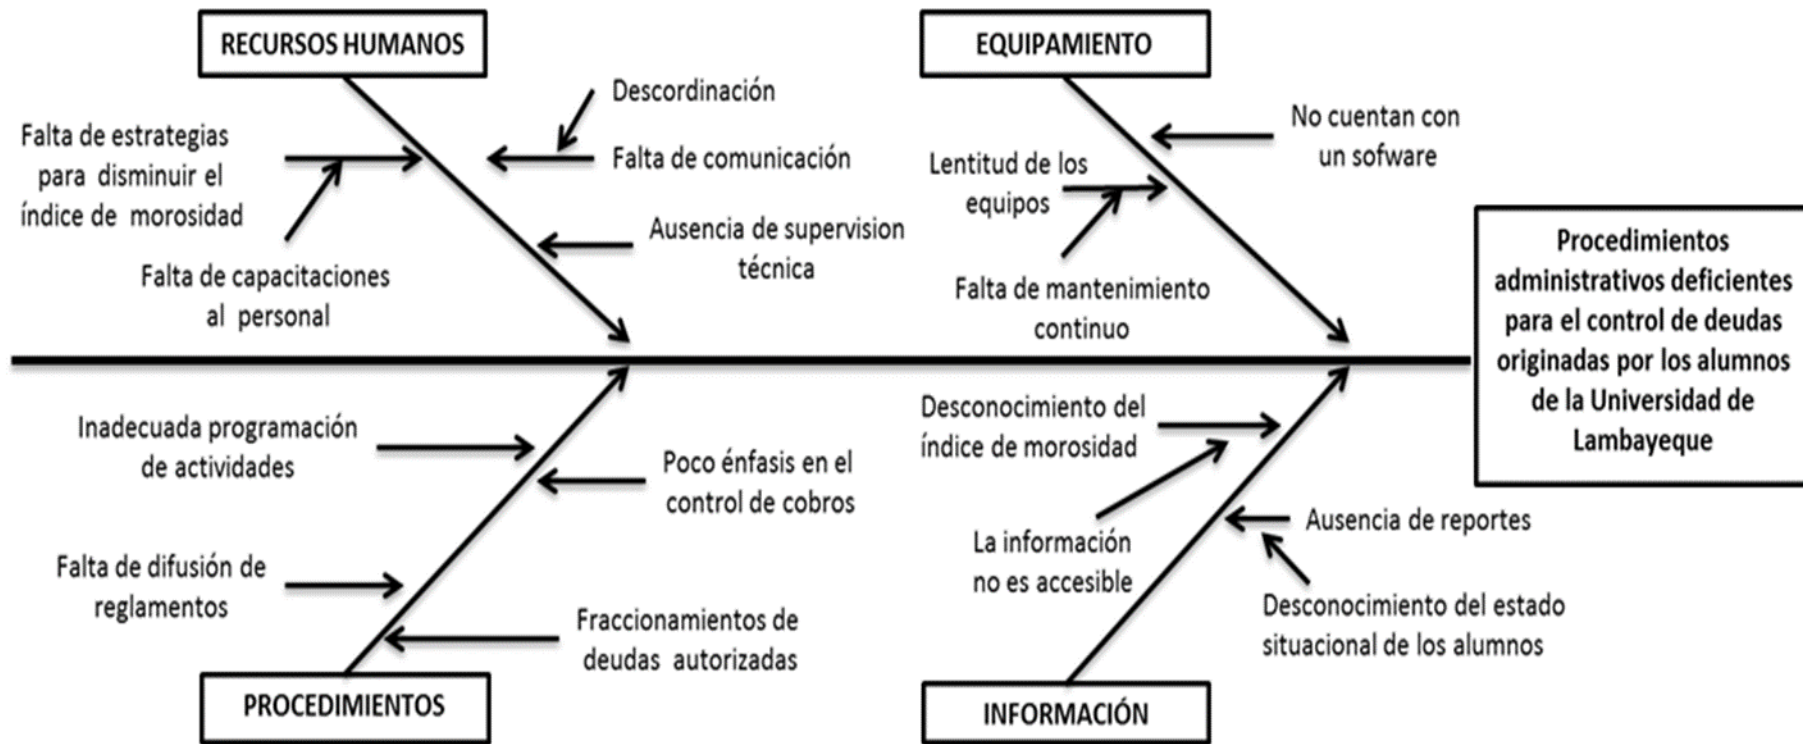 RECURSOS HUMANOS
EQUIPAMIENTO
Descordinación
Falta de estrategias
para disminuir el
índice de morosidad
Falta de comunicación
Ausencia de supervision
técnica
Falta de capacitaciones
al personal
No cuentan con
un sofware
Lentitud de los
equipos
Falta de mantenimiento
continuo
Procedimientos
administrativos deficientes
para el control de deudas
originadas por los alumnos
de la Universidad de
Lambayeque
Inadecuada programación
de actividades
Poco énfasis en el
control de cobros
Falta de difusión de
reglamentos
Fraccionamientos de
deudas autorizadas
PROCEDIMIENTOS
Desconocimiento del
índice de morosidad
La información
no es accesible
Ausencia de reportes
Desconocimiento del estado
situacional de los alumnos
INFORMACIÓN